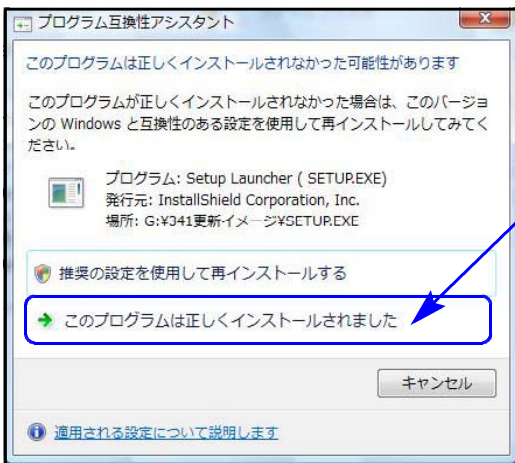 プログラム互換性アシスタント
このプログラムは正しくインストールされなかった可能性があります
このプログラムが正しくインストールされなかった場合は、このバージョ
ンの Windows と互換性のある設定を使用して再インストールしてみてく
ださい。
プログラム: Setup Launcher ( SETUP.EXE)
発行元: InstallShield Corporation, Inc.
場所: G:¥341更新イメージ¥SETUP.EXE
推奨の設定を使用して再インストールする
このプログラムは正しくインストールされました
キャンセル
適用される設定について説明します